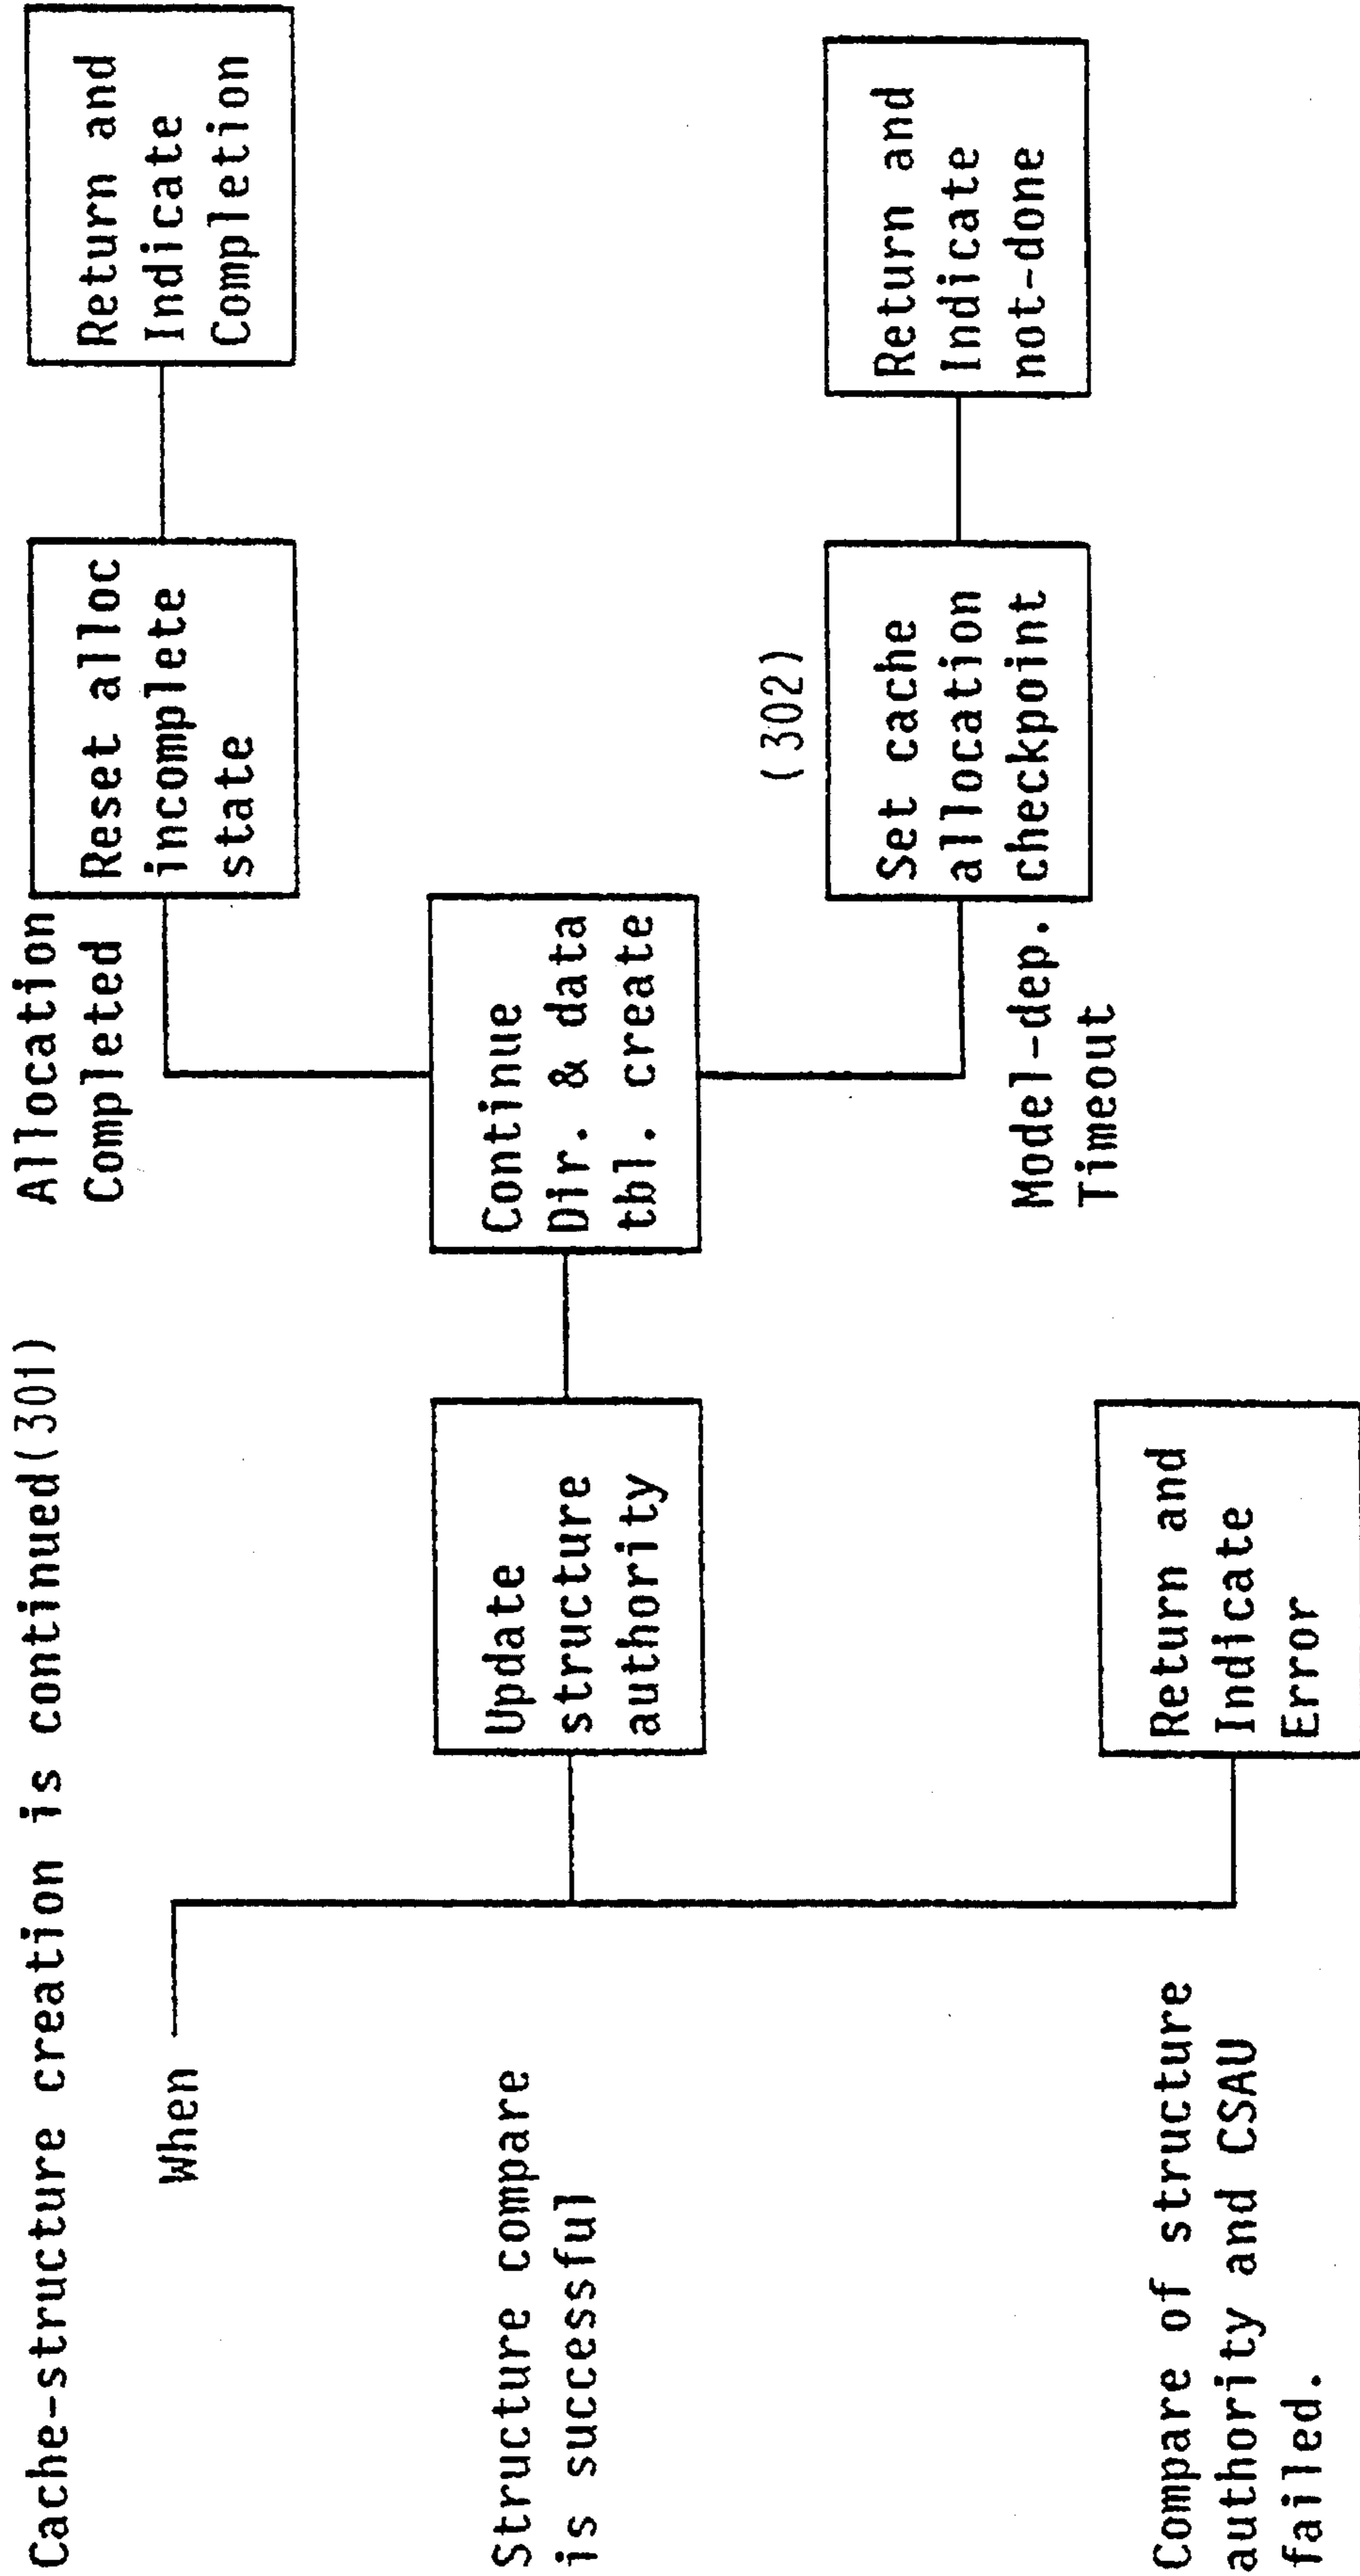 Cache-structure creation is continued(301)
When
Structure compare
is successful
Update
structure
authority
Continue
Dir. & data
tbl. create
Allocation
Completed
Reset alloc
incomplete
state
Return and
Indicate
Completion
Model-dep.
Timeout
(302)
Set cache
allocation
checkpoint
Return and
Indicate
not-done
Compare of structure
authority and CSAU
failed.
Return and
Indicate
Error